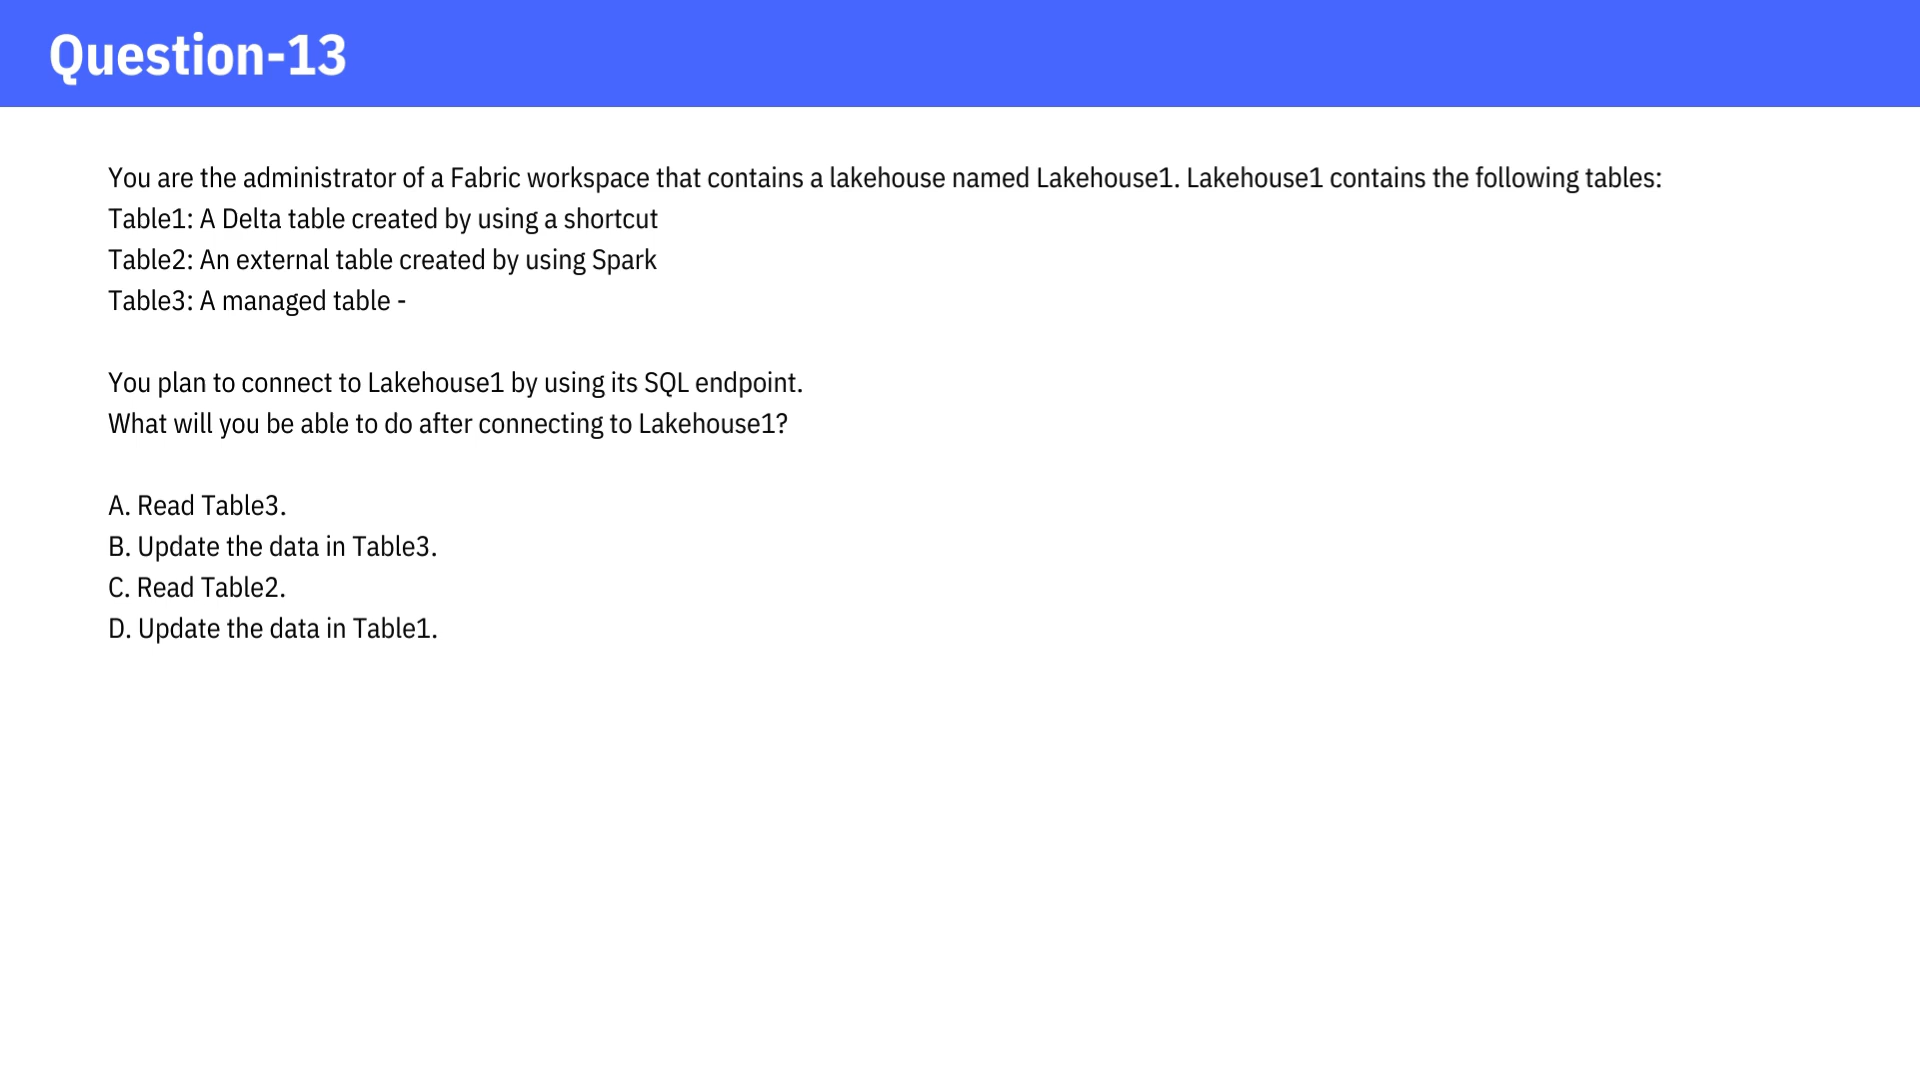 Question-13
You are the administrator of a Fabric workspace that contains a lakehouse named Lakehouse1. Lakehouse1 contains the following tables:
Table1: A Delta table created by using a shortcut
Table2: An external table created by using Spark
Table3: A managed table -
You plan to connect to Lakehouse1 by using its SQL endpoint.
What will you be able to do after connecting to Lakehouse1?
A. Read Table3.
B. Update the data in Table3.
C. Read Table2.
D. Update the data in Table1.